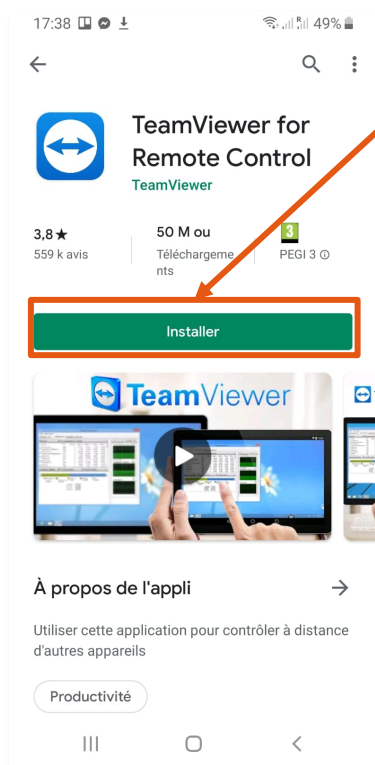 17:38 49%
TeamViewer for
Remote Control
TeamViewer
3,8★
559 k avis
50 M ou
Téléchargeme
nts
3
PEGI 3
Installer
TeamViewer
À propos de l'appli
Utiliser cette application pour contrôler à distance
d'autres appareils
Productivité